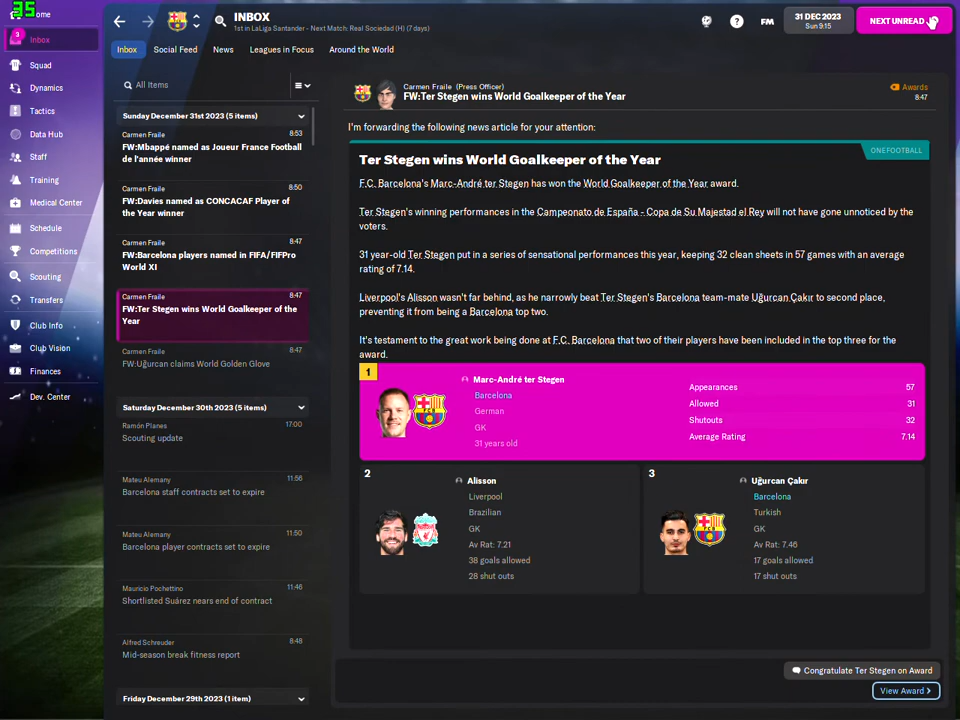 35
ome
3
Inbox
Squad
Dynamics
Tactics
Data Hub
Staff
Training
Medical Center
Schedule
Competitions
Scouting
Transfers
Club Info
Club Vision
Finances
Dev. Center
INBOX
1st in LaLiga Santander - Next Match: Real Sociedad (H) (7 days)
?
FM
31 DEC 2023
Sun 9:15
NEXT UNREAD
Inbox
Social Feed
News
Leagues in Focus
Around the World
All Items
Sunday December 31st 2023 (5 items)
Carmen Fraile 8:53
FW:Mbappé named as Joueur France Football
de l'année winner
Carmen Fraile 8:50
FW:Davies named as CONCACAF Player of
the Year winner
Carmen Fraile 8:47
FW:Barcelona players named in FIFA/FIFPro
World XI
Carmen Fraile 8:47
FW:Ter Stegen wins World Goalkeeper of the
Year
Carmen Fraile 8:47
FW:Uğurcan claims World Golden Glove
Saturday December 30th 2023 (5 items)
Ramón Planes 17:00
Scouting update
Mateu Alemany 11:56
Barcelona staff contracts set to expire
Mateu Alemany 11:50
Barcelona player contracts set to expire
Mauricio Pochettino 11:46
Shortlisted Suárez nears end of contract
Alfred Schreuder 8:48
Mid-season break fitness report
Friday December 29th 2023 (1 item)
Carmen Fraile (Press Officer)
FW:Ter Stegen wins World Goalkeeper of the Year
Awards
8:47
I'm forwarding the following news article for your attention:
ONEFOOTBALL
Ter Stegen wins World Goalkeeper of the Year
F.C. Barcelona's Marc-André ter Stegen has won the World Goalkeeper of the Year award.
Ter Stegen's winning performances in the Campeonato de España - Copa de Su Majestad el Rey will not have gone unnoticed by the
voters.
31 year-old Ter Stegen put in a series of sensational performances this year, keeping 32 clean sheets in 57 games with an average
rating of 7.14.
Liverpool's Alisson wasn't far behind, as he narrowly beat Ter Stegen's Barcelona team-mate Uğurcan Çakır to second place,
preventing it from being a Barcelona top two.
It's testament to the great work being done at F.C. Barcelona that two of their players have been included in the top three for the
award.
1
Marc-André ter Stegen
Barcelona
German
GK
31 years old
Appearances 57
Allowed 31
Shutouts 32
Average Rating 7.14
2
Alisson
Liverpool
Brazilian
GK
Av Rat: 7.21
38 goals allowed
28 shut outs
3
Uğurcan Çakır
Barcelona
Turkish
GK
Av Rat: 7.46
17 goals allowed
17 shut outs
Congratulate Ter Stegen on Award
View Award